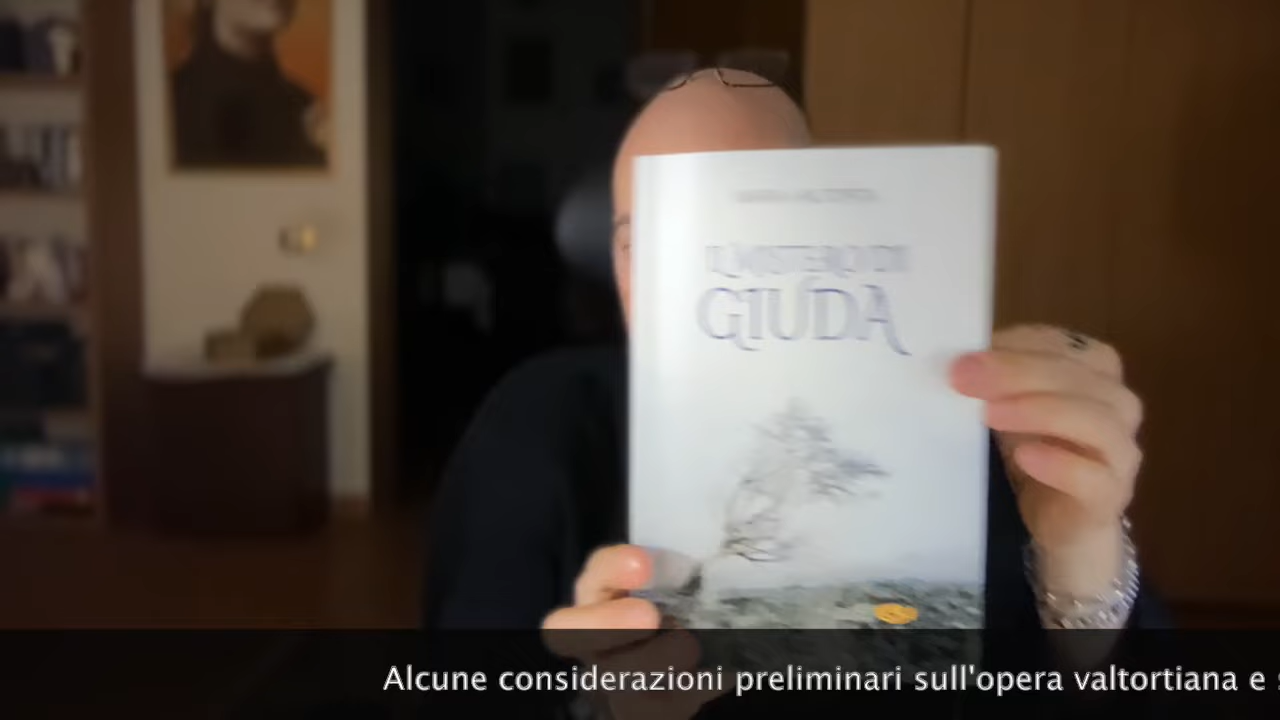 IL MISTERO DI
GIUDA
Alcune considerazioni preliminari sull'opera valtortiana e